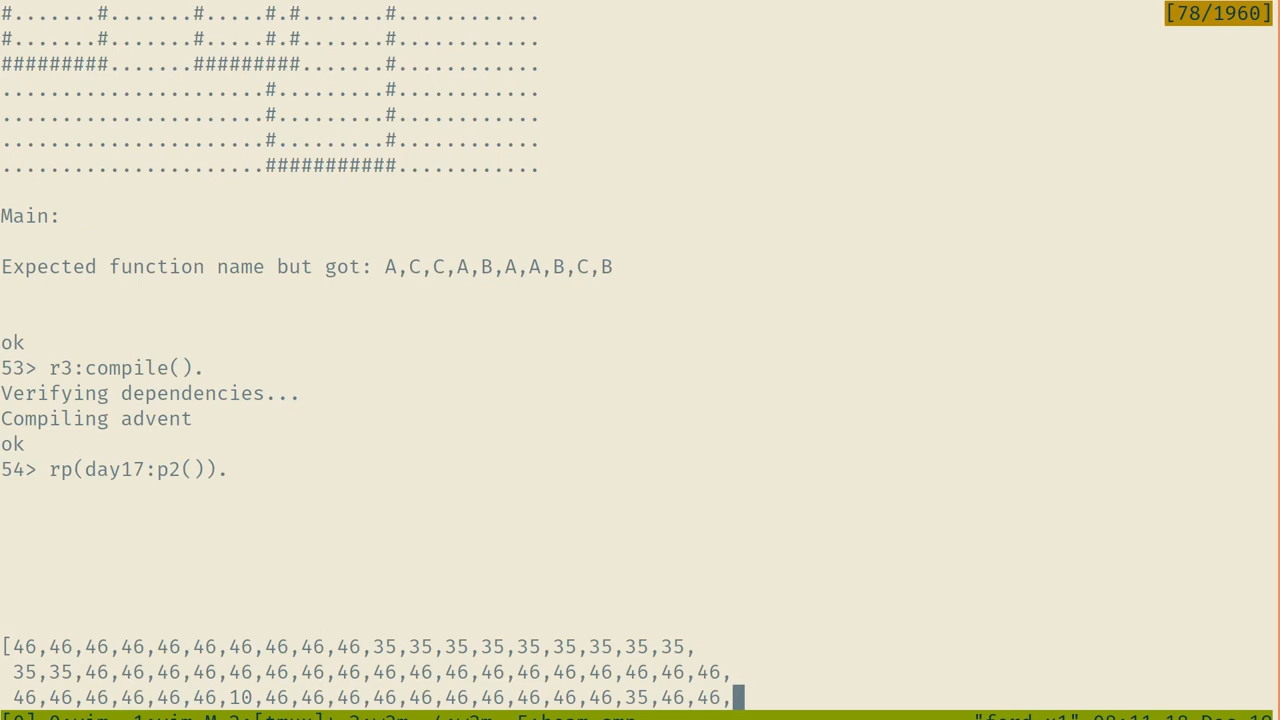 #.......#.......#.....#.#.......#............
[78/1960]
#.......#.......#.....#.#.......#............
#########.......#########.......#............
......................#.........#............
......................#.........#............
......................#.........#............
......................###########............
Main:
Expected function name but got: A,C,C,A,B,A,A,B,C,B
ok
53> r3:compile().
Verifying dependencies...
Compiling advent
ok
54> rp(day17:p2()).
[46,46,46,46,46,46,46,46,46,46,35,35,35,35,35,35,35,35,35,
35,35,46,46,46,46,46,46,46,46,46,46,46,46,46,46,46,46,46,46,
46,46,46,46,46,46,10,46,46,46,46,46,46,46,46,46,46,35,46,46,